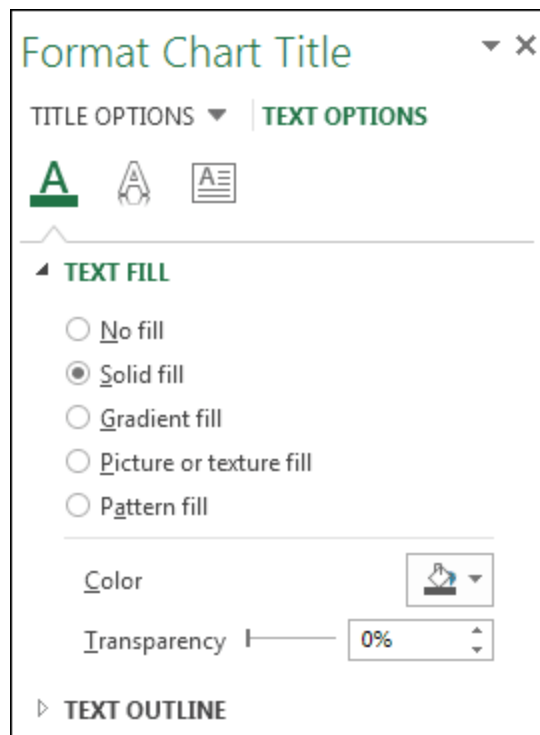 Format Chart Title
TITLE OPTIONS TEXT OPTIONS
A A A
TEXT FILL
No fill
Solid fill
Gradient fill
Picture or texture fill
Pattern fill
Color
Transparency 0%
TEXT OUTLINE